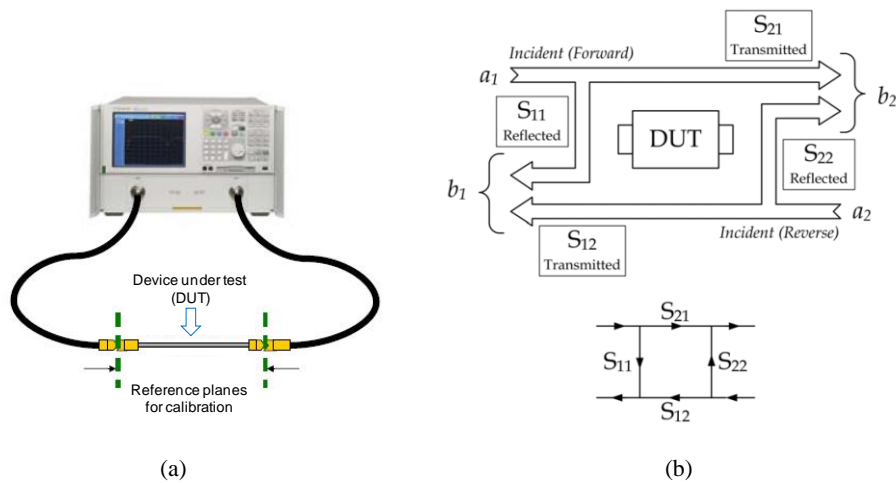 Device under test
(DUT)
Reference planes
for calibration
(a)
S21
Transmitted
Incident (Forward)
a1
b2
S11
Reflected
DUT
S22
Reflected
b1
a2
S12
Transmitted
Incident (Reverse)
S21
S11
S22
S12
(b)